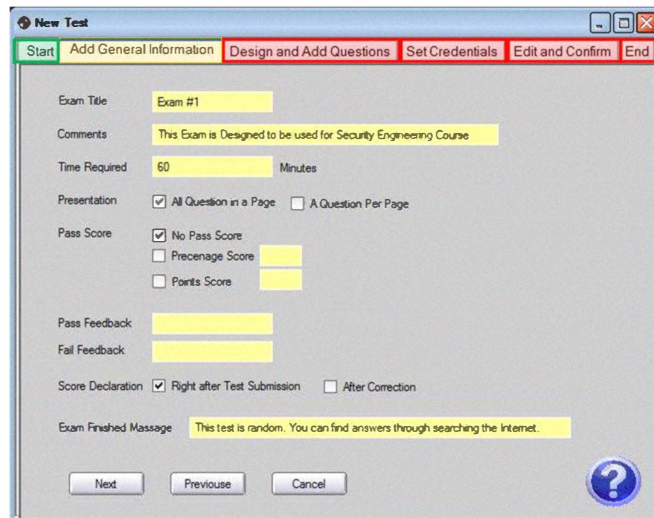 New Test
Start Add General Information Design and Add Questions Set Credentials Edit and Confirm End
Exam Title Exam #1
Comments This Exam is Designed to be used for Security Engineering Course
Time Required 60 Minutes
Presentation All Question in a Page A Question Per Page
Pass Score No Pass Score
Precenage Score
Points Score
Pass Feedback
Fail Feedback
Score Declaration Right after Test Submission After Correction
Exam Finished Massage This test is random. You can find answers through searching the Internet.
Next Previouse Cancel
?